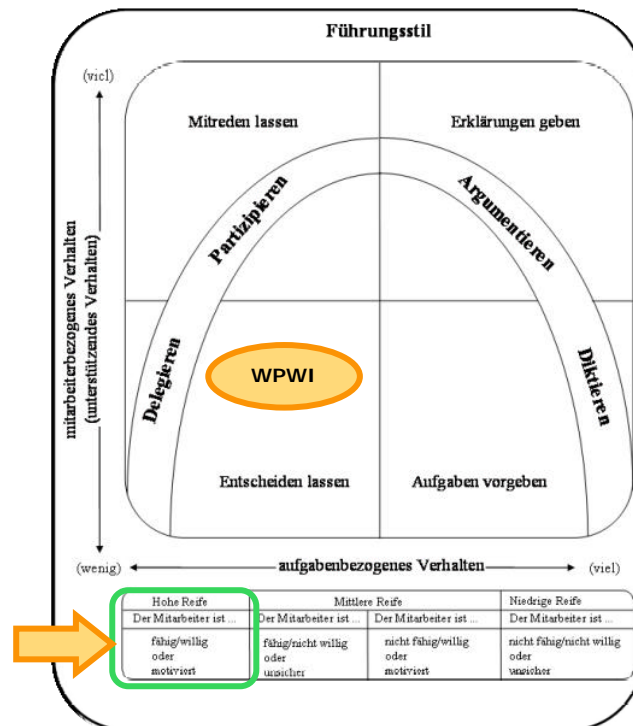 Führungsstil
(viel)
Mitreden lassen
Erklärungen geben
Partizipieren
Argumentieren
mitarbeiterbezogenes Verhalten
(unterstützendes Verhalten)
Delegieren
WPWI
Diktieren
Entscheiden lassen
Aufgaben vorgeben
(wenig)
aufgabenbezogenes Verhalten
(viel)
Hohe Reife
Mittlere Reife
Niedrige Reife
Der Mitarbeiter ist ...
Der Mitarbeiter ist ...
Der Mitarbeiter ist ...
Der Mitarbeiter ist ...
fähig/willig
oder
motiviert
fähig/nicht willig
oder
unsicher
nicht fähig/willig
oder
motiviert
nicht fähig/nicht willig
oder
unsicher